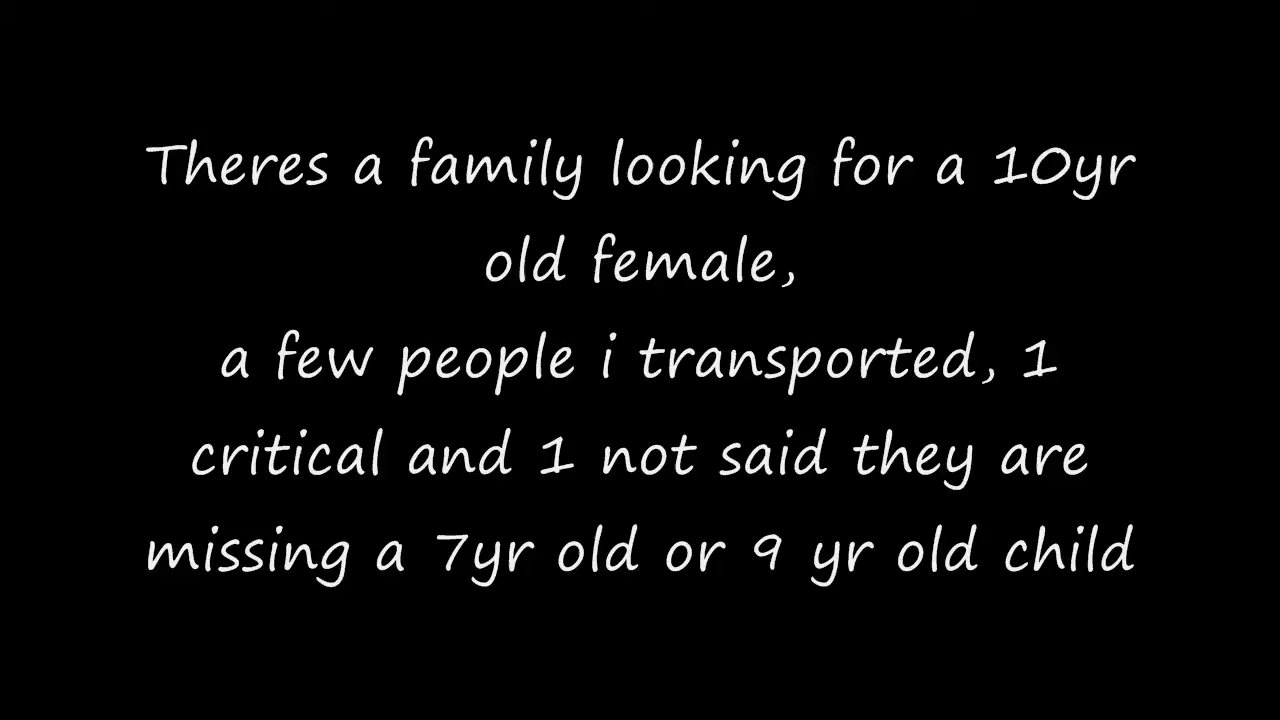 Theres a family looking for a 10yr
old female,
a few people i transported, 1
critical and 1 not said they are
missing a 7yr old or 9 yr old child